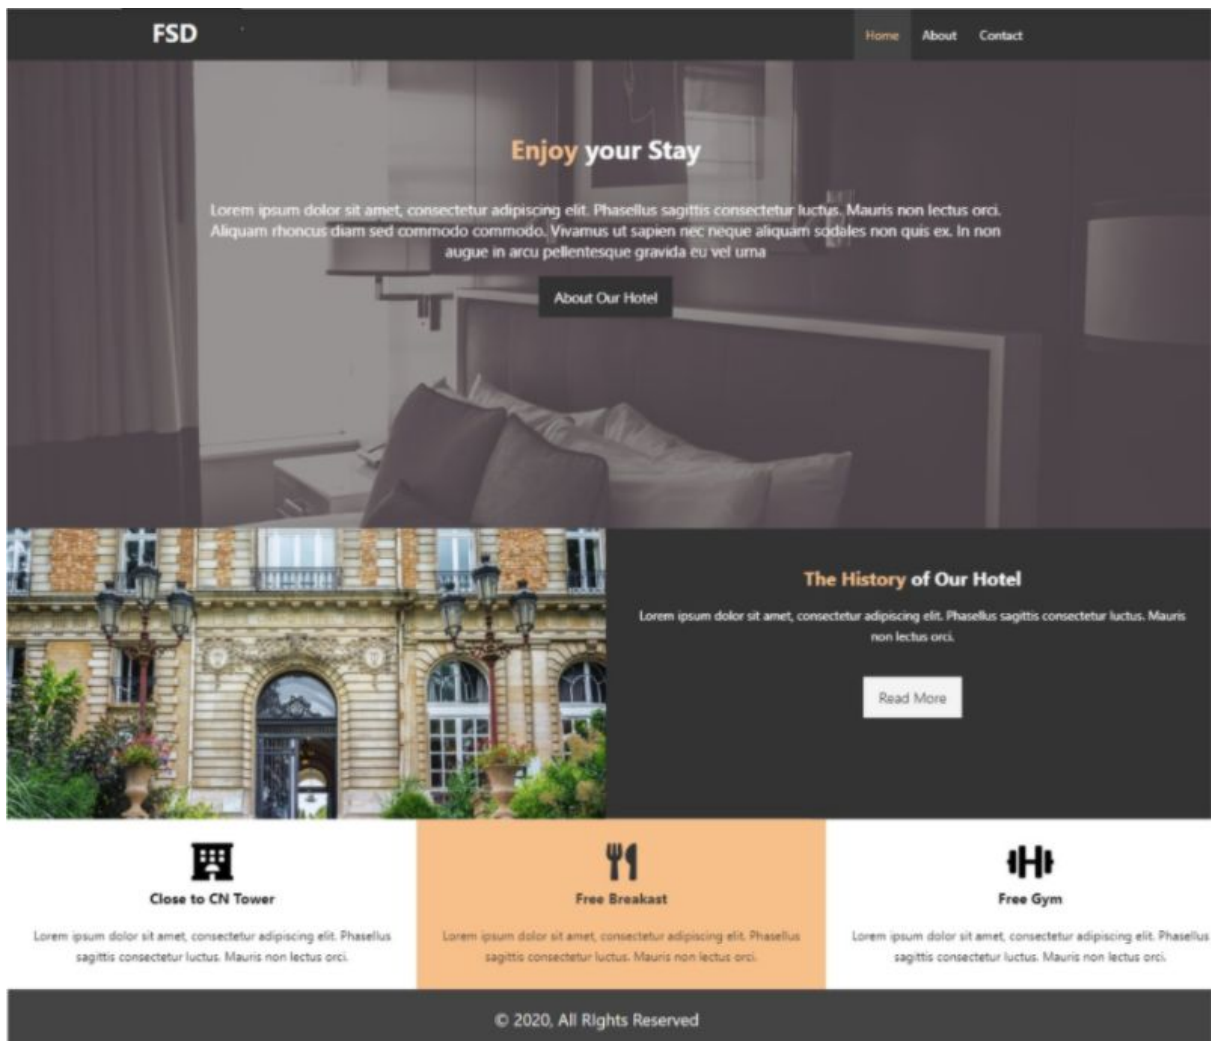 FSD
Home About Contact
Enjoy your Stay
Lorem ipsum dolor sit amet, consectetur adipiscing elit. Phasellus sagittis consectetur luctus. Mauris non lectus orci.
Aliquam rhoncus diam sed commodo commodo. Vivamus ut sapien nec neque aliquam sodales non quis ex. In non
augue in arcu pellentesque gravida eu vel urna
About Our Hotel
The History of Our Hotel
Lorem ipsum dolor sit amet, consectetur adipiscing elit. Phasellus sagittis consectetur luctus. Mauris
non lectus orci.
Read More
Close to CN Tower
Lorem ipsum dolor sit amet, consectetur adipiscing elit. Phasellus
sagittis consectetur luctus. Mauris non lectus orci.
Free Breakast
Lorem ipsum dolor sit amet, consectetur adipiscing elit. Phasellus
sagittis consectetur luctus. Mauris non lectus orci.
Free Gym
Lorem ipsum dolor sit amet, consectetur adipiscing elit. Phasellus
sagittis consectetur luctus. Mauris non lectus orci.
© 2020, All RIghts Reserved